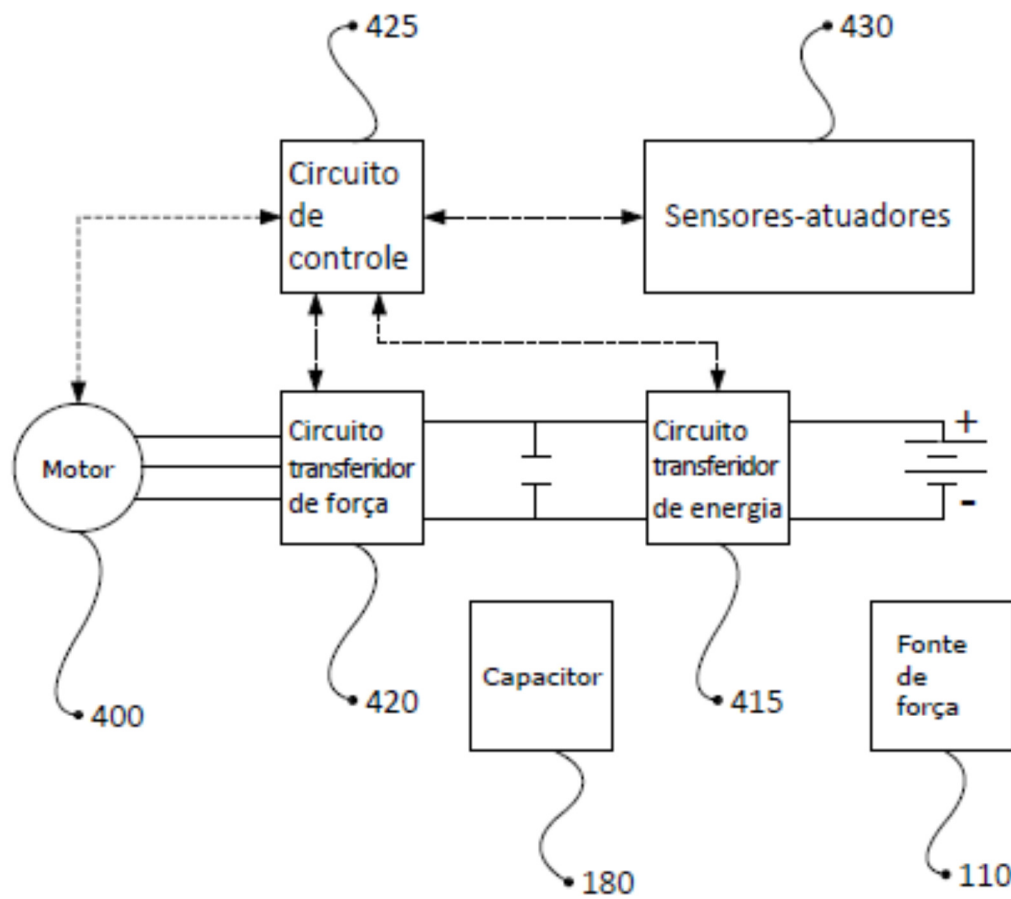 425
430
Circuito
de
controle
Sensores-atuadores
Motor
Circuito
transferidor
de força
Circuito
transferidor
de energia
+
-
400
420
Capacitor
415
Fonte
de
força
180
110